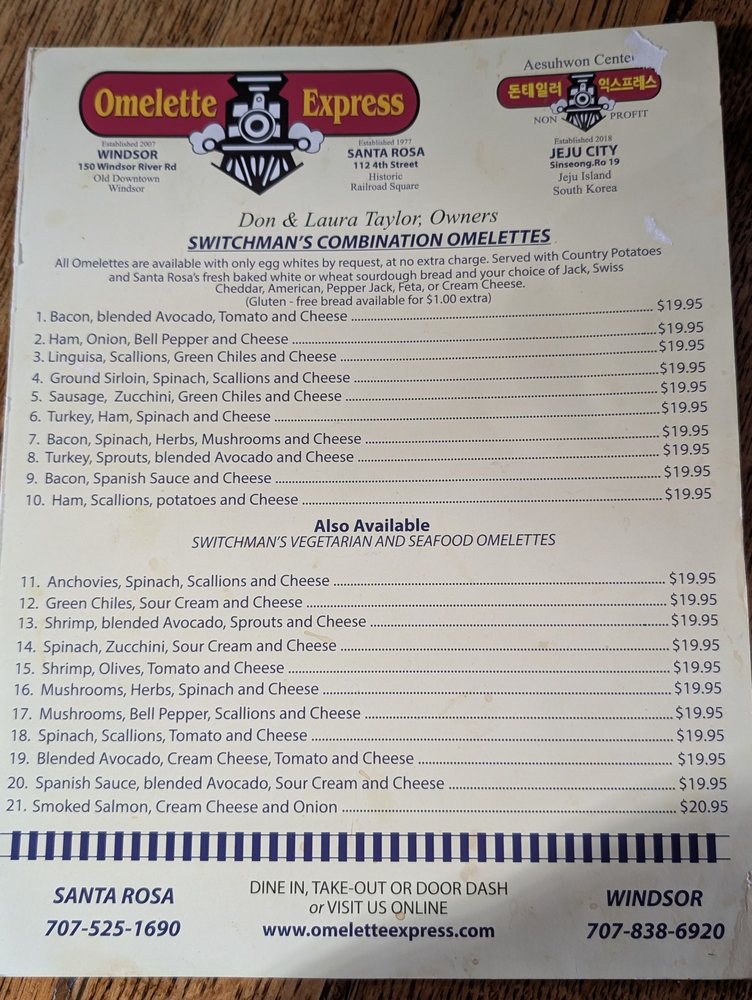 Omelette Express
Established 2007
WINDSOR
150 Windsor River Rd
Old Downtown
Windsor
Established 1977
SANTA ROSA
112 4th Street
Historic
Railroad Square
Aesuhwon Center
돈테일러 익스프레스
NON PROFIT
Established 2018
JEJU CITY
Sinseong.Ro 19
Jeju Island
South Korea
Don & Laura Taylor, Owners
SWITCHMAN'S COMBINATION OMELETTES
All Omelettes are available with only egg whites by request, at no extra charge. Served with Country Potatoes
and Santa Rosa's fresh baked white or wheat sourdough bread and your choice of Jack, Swiss
Cheddar, American, Pepper Jack, Feta, or Cream Cheese.
(Gluten - free bread available for $1.00 extra)
1. Bacon, blended Avocado, Tomato and Cheese $19.95
2. Ham, Onion, Bell Pepper and Cheese $19.95
3. Linguisa, Scallions, Green Chiles and Cheese $19.95
4. Ground Sirloin, Spinach, Scallions and Cheese $19.95
5. Sausage, Zucchini, Green Chiles and Cheese $19.95
6. Turkey, Ham, Spinach and Cheese $19.95
7. Bacon, Spinach, Herbs, Mushrooms and Cheese $19.95
8. Turkey, Sprouts, blended Avocado and Cheese $19.95
9. Bacon, Spanish Sauce and Cheese $19.95
10. Ham, Scallions, potatoes and Cheese $19.95
Also Available
SWITCHMAN'S VEGETARIAN AND SEAFOOD OMELETTES
11. Anchovies, Spinach, Scallions and Cheese $19.95
12. Green Chiles, Sour Cream and Cheese $19.95
13. Shrimp, blended Avocado, Sprouts and Cheese $19.95
14. Spinach, Zucchini, Sour Cream and Cheese $19.95
15. Shrimp, Olives, Tomato and Cheese $19.95
16. Mushrooms, Herbs, Spinach and Cheese $19.95
17. Mushrooms, Bell Pepper, Scallions and Cheese $19.95
18. Spinach, Scallions, Tomato and Cheese $19.95
19. Blended Avocado, Cream Cheese, Tomato and Cheese $19.95
20. Spanish Sauce, blended Avocado, Sour Cream and Cheese $19.95
21. Smoked Salmon, Cream Cheese and Onion $20.95
SANTA ROSA
707-525-1690
DINE IN, TAKE-OUT OR DOOR DASH
or VISIT US ONLINE
www.omeletteexpress.com
WINDSOR
707-838-6920